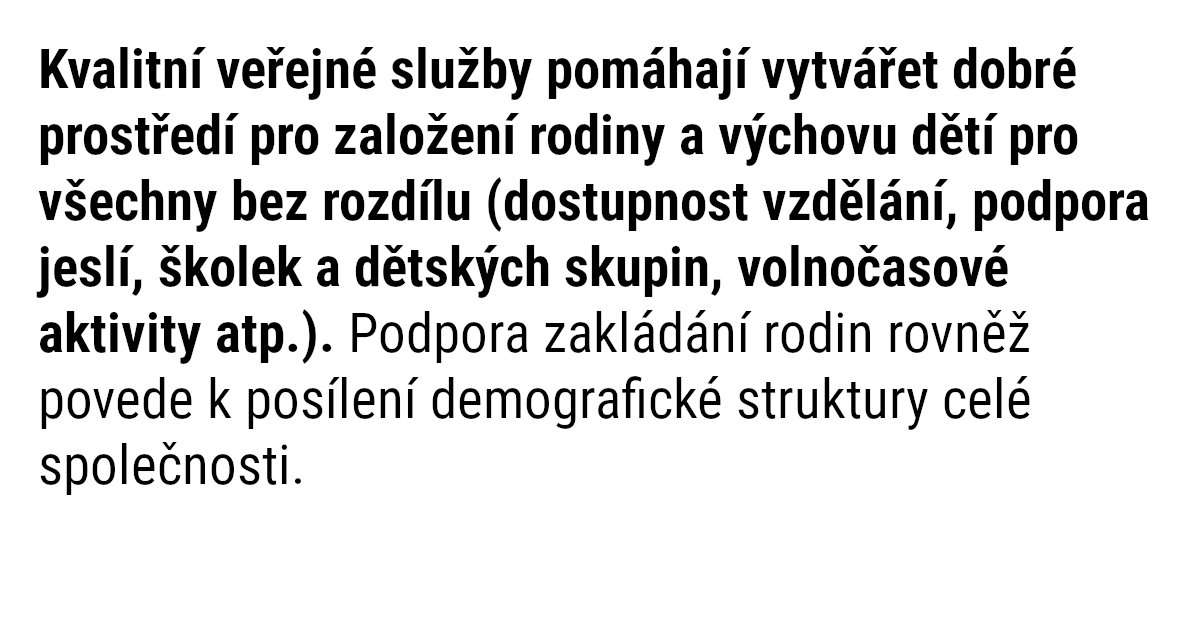 Kvalitní veřejné služby pomáhají vytvářet dobré
prostředí pro založení rodiny a výchovu dětí pro
všechny bez rozdílu (dostupnost vzdělání, podpora
jeslí, školek a dětských skupin, volnočasové
aktivity atp.). Podpora zakládání rodin rovněž
povede k posílení demografické struktury celé
společnosti.